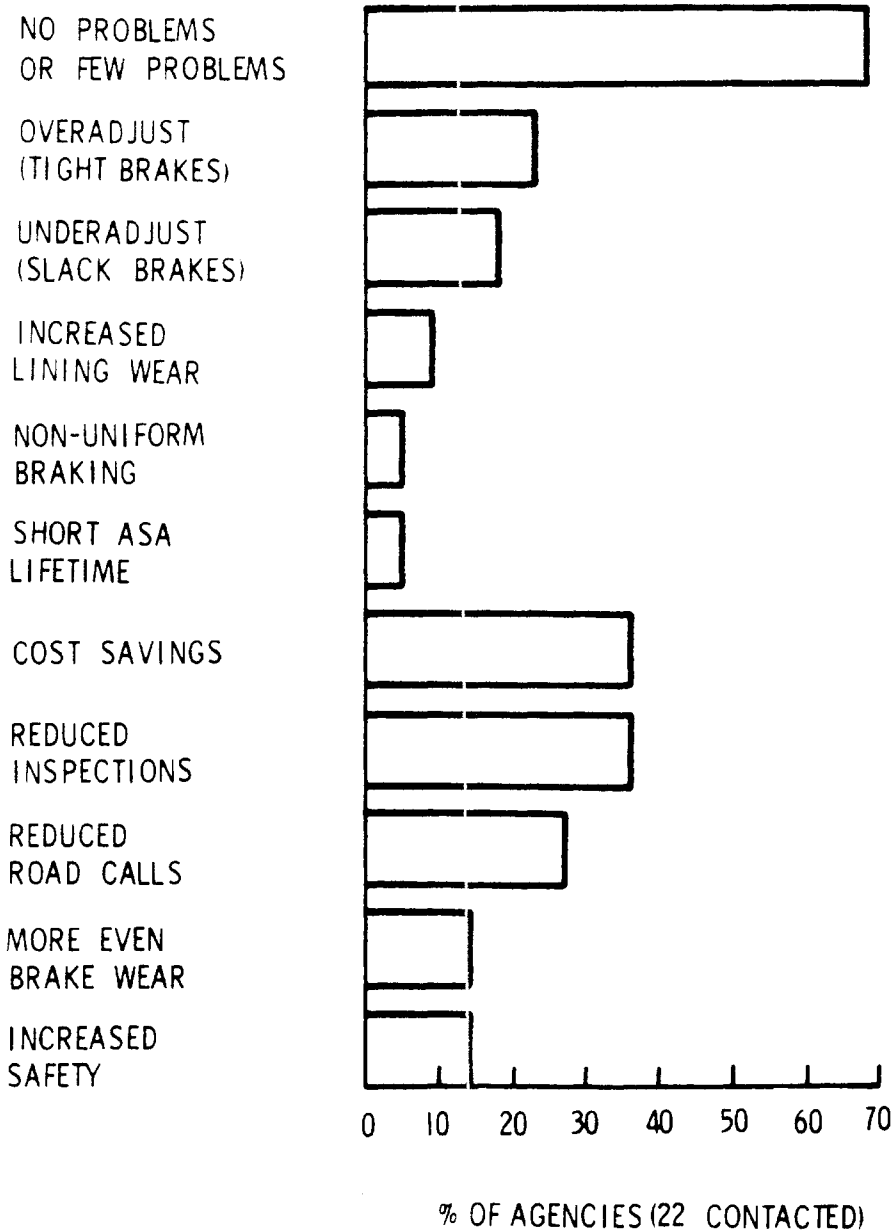 NO PROBLEMS
OR FEW PROBLEMS
OVERADJUST
(TIGHT BRAKES)
UNDERADJUST
(SLACK BRAKES)
INCREASED
LINING WEAR
NON-UNIFORM
BRAKING
SHORT ASA
LIFETIME
COST SAVINGS
REDUCED
INSPECTIONS
REDUCED
ROAD CALLS
MORE EVEN
BRAKE WEAR
INCREASED
SAFETY
0 10 20 30 40 50 60 70
% OF AGENCIES (22 CONTACTED)